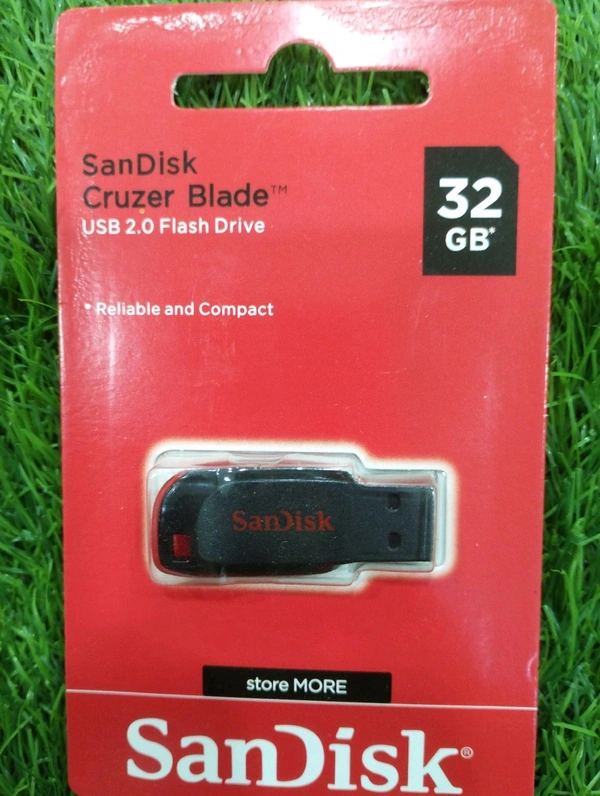 SanDisk
Cruzer Blade™
USB 2.0 Flash Drive
32
GB*
• Reliable and Compact
SanDisk
store MORE
SanDisk®